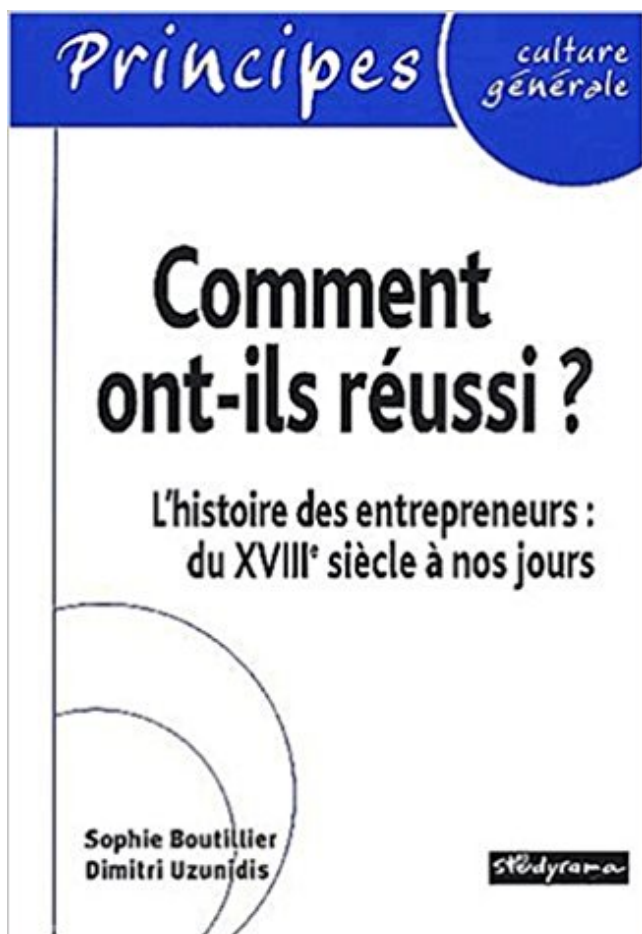 Principes
culture
générale
Comment
ont-ils réussi ?
L'histoire des entrepreneurs :
du XVIIIe siècle à nos jours
Sophie Boutillier
Dimitri Uzunidis
studyrama